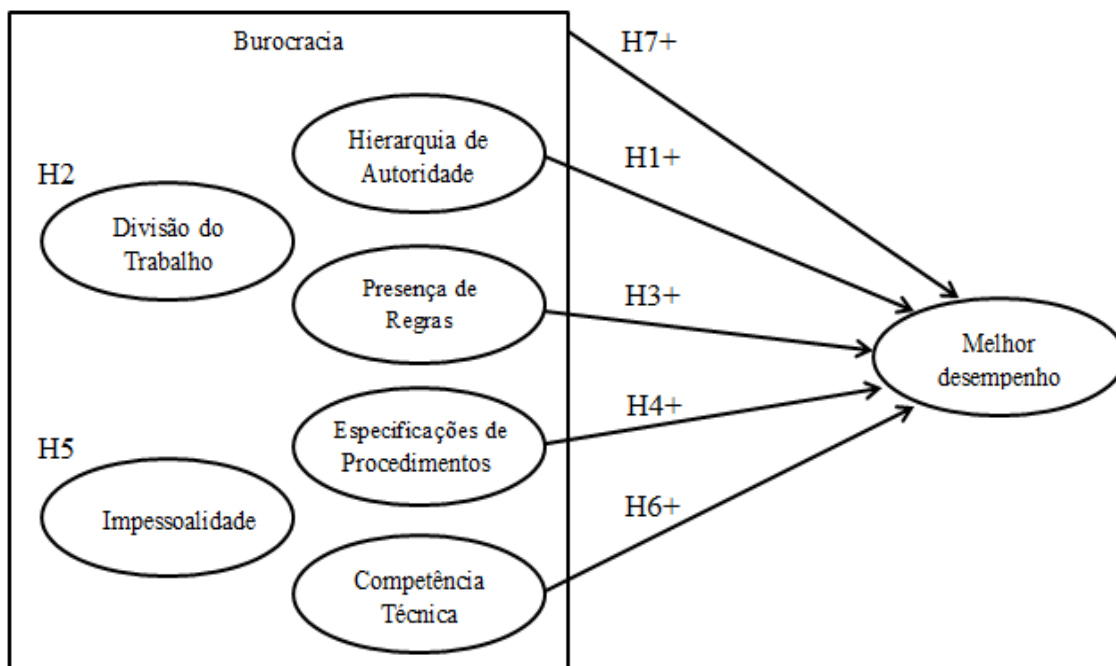 Burocracia
H7+
Hierarquia de
Autoridade
H1+
H2
Divisão do
Trabalho
Presença de
Regras
H3+
Melhor
desempenho
Especificações de
Procedimentos
H4+
H5
Impessoalidade
H6+
Competência
Técnica